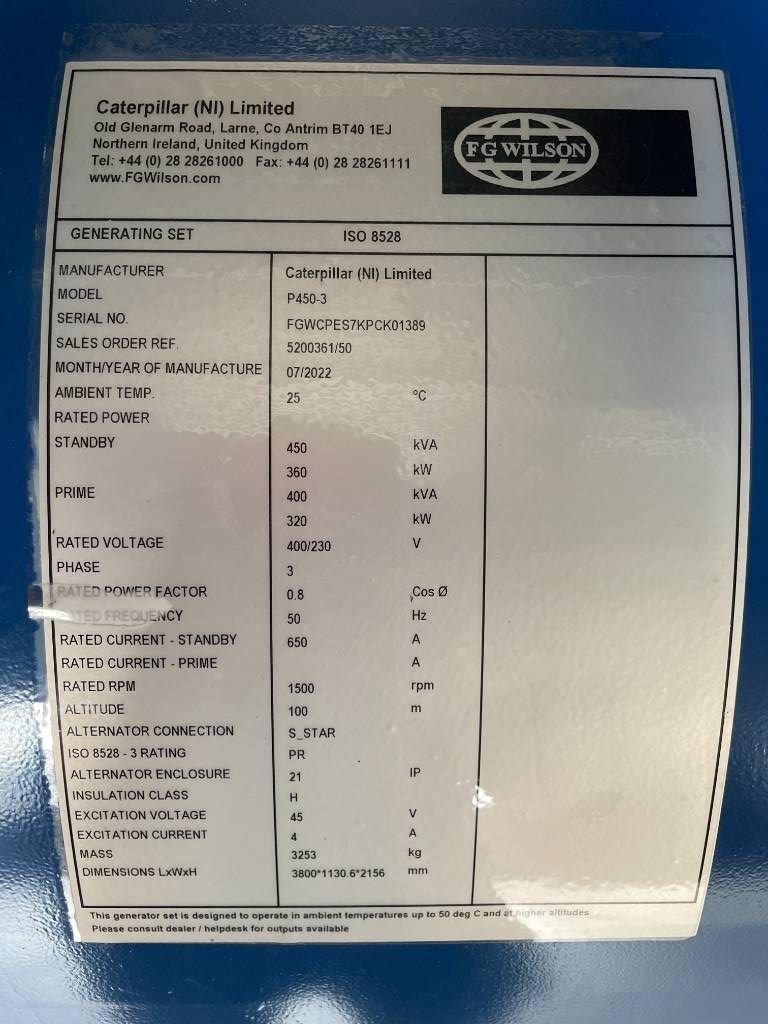 Caterpillar (NI) Limited
Old Glenarm Road, Larne, Co Antrim BT40 1EJ
Northern Ireland, United Kingdom
Tel: +44 (0) 28 28261000 Fax: +44 (0) 28 28261111
www.FGWilson.com
FG WILSON
GENERATING SET ISO 8528
MANUFACTURER Caterpillar (NI) Limited
MODEL P450-3
SERIAL NO. FGWCPES7KPCK01389
SALES ORDER REF. 5200361/50
MONTH/YEAR OF MANUFACTURE 07/2022
AMBIENT TEMP. 25 °C
RATED POWER
STANDBY 450 kVA
360 kW
PRIME 400 kVA
320 kW
RATED VOLTAGE 400/230 V
PHASE 3
RATED POWER FACTOR 0.8 Cos Ø
RATED FREQUENCY 50 Hz
RATED CURRENT - STANDBY 650 A
RATED CURRENT - PRIME A
RATED RPM 1500 rpm
ALTITUDE 100 m
ALTERNATOR CONNECTION S_STAR
ISO 8528 - 3 RATING PR
ALTERNATOR ENCLOSURE 21 IP
INSULATION CLASS H
EXCITATION VOLTAGE 45 V
EXCITATION CURRENT 4 A
MASS 3253 kg
DIMENSIONS LxWxH 3800*1130.6*2156 mm
This generator set is designed to operate in ambient temperatures up to 50 deg C and at higher altitudes
Please consult dealer / helpdesk for outputs available